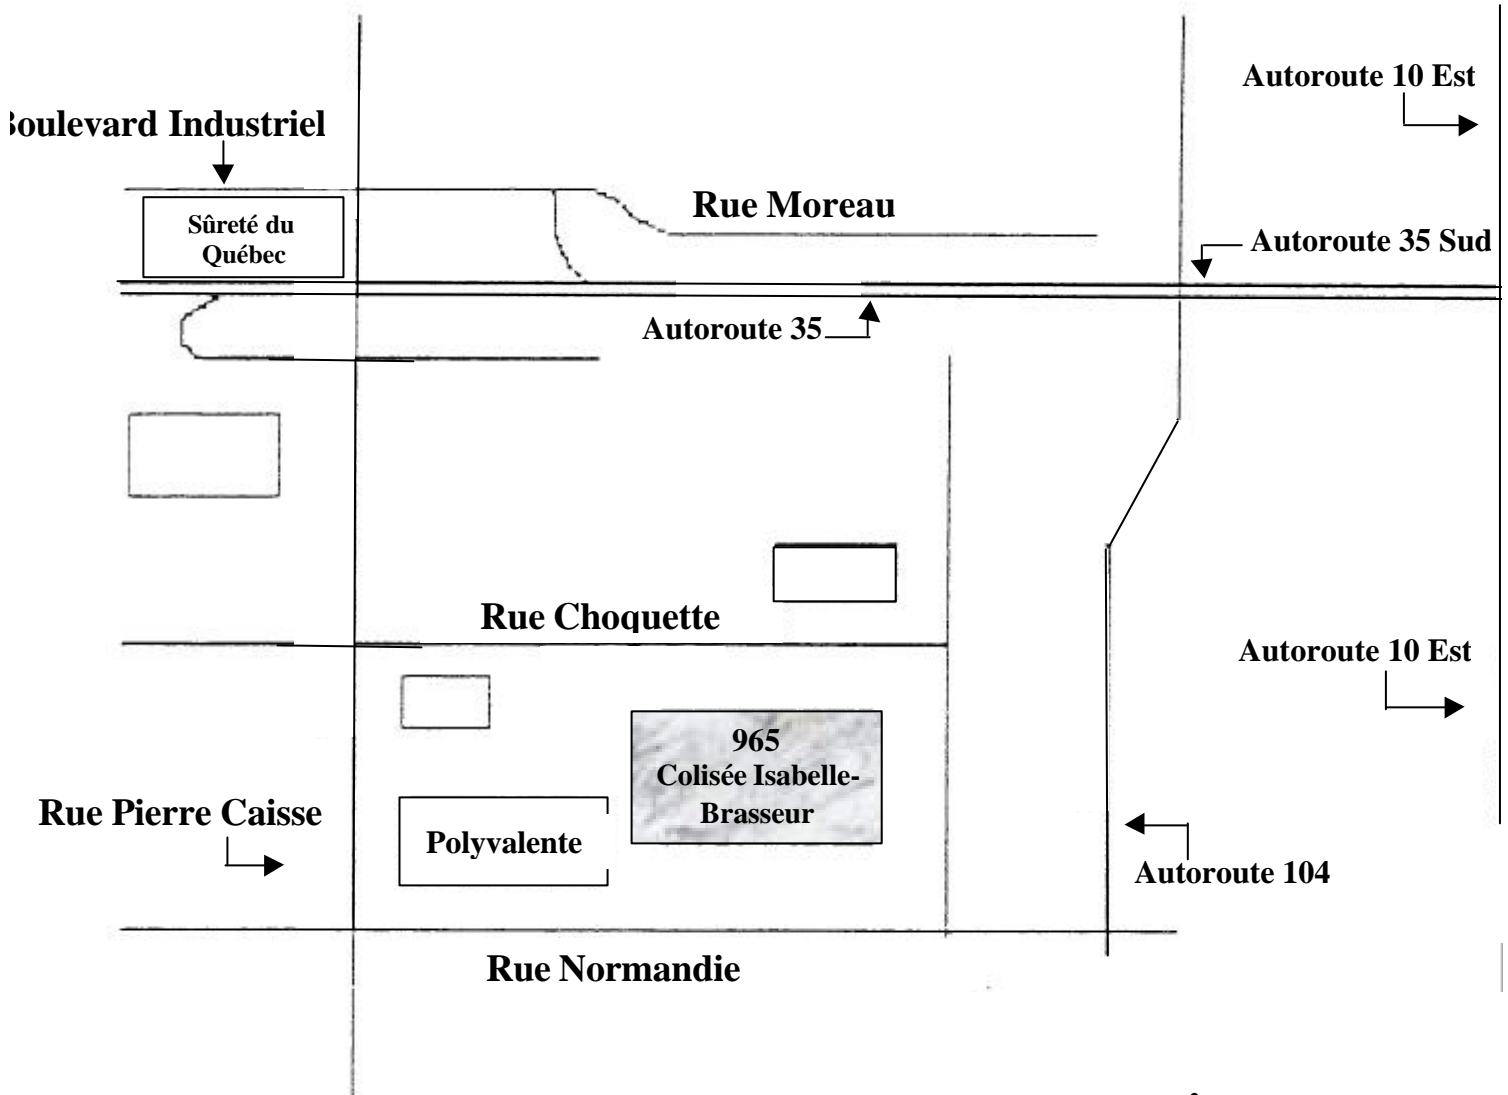 Autoroute 10 Est
Boulevard Industriel
Rue Moreau
Sûreté du
Québec
Autoroute 35 Sud
Autoroute 35
Rue Choquette
Autoroute 10 Est
965
Colisée Isabelle-
Brasseur
Rue Pierre Caisse
Polyvalente
Autoroute 104
Rue Normandie